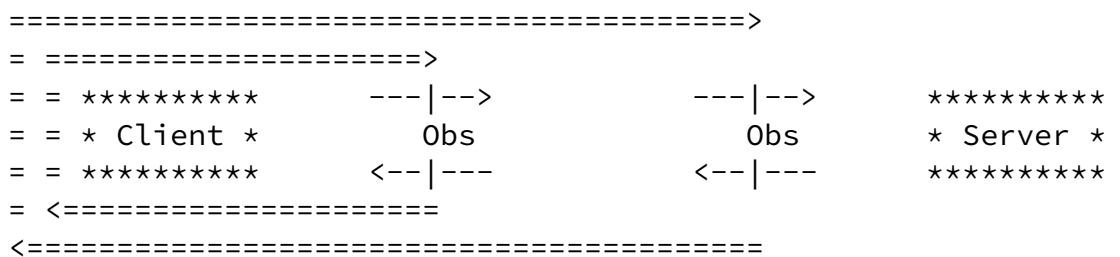 =========================================>
= =====================>
= = **********      ---|-->           ---|-->      **********
= = * Client *         Obs               Obs        * Server *
= = **********      <--|---           <--|---      **********
= <=====================
<=========================================